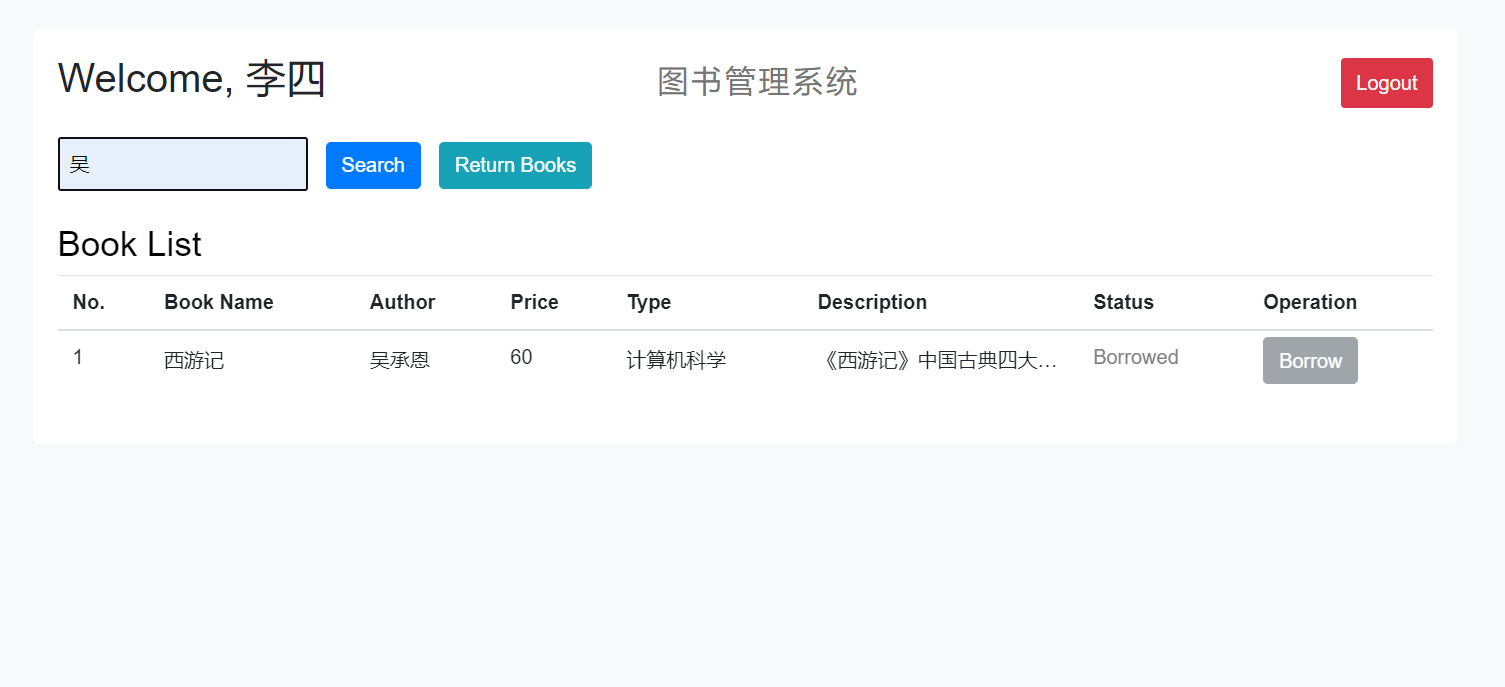 Welcome, 李四 图书管理系统 Logout
吴 Search Return Books
Book List
No. Book Name Author Price Type Description Status Operation
1 西游记 吴承恩 60 计算机科学 《西游记》中国古典四大… Borrowed Borrow